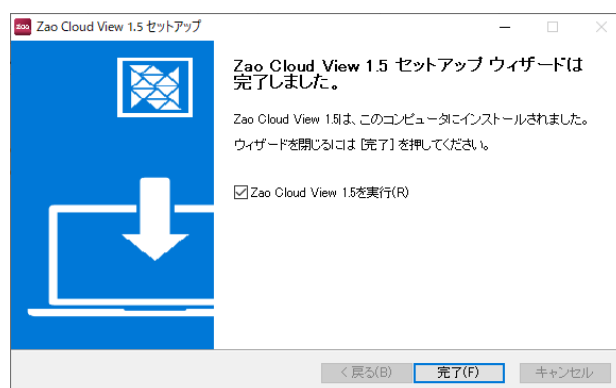 Zao Cloud View 1.5 セットアップ
Zao Cloud View 1.5 セットアップ ウィザードは
完了しました。
Zao Cloud View 1.5は、このコンピュータにインストールされました。
ウィザードを閉じるには [完了] を押してください。
Zao Cloud View 1.5を実行(R)
< 戻る(B)
完了(F)
キャンセル